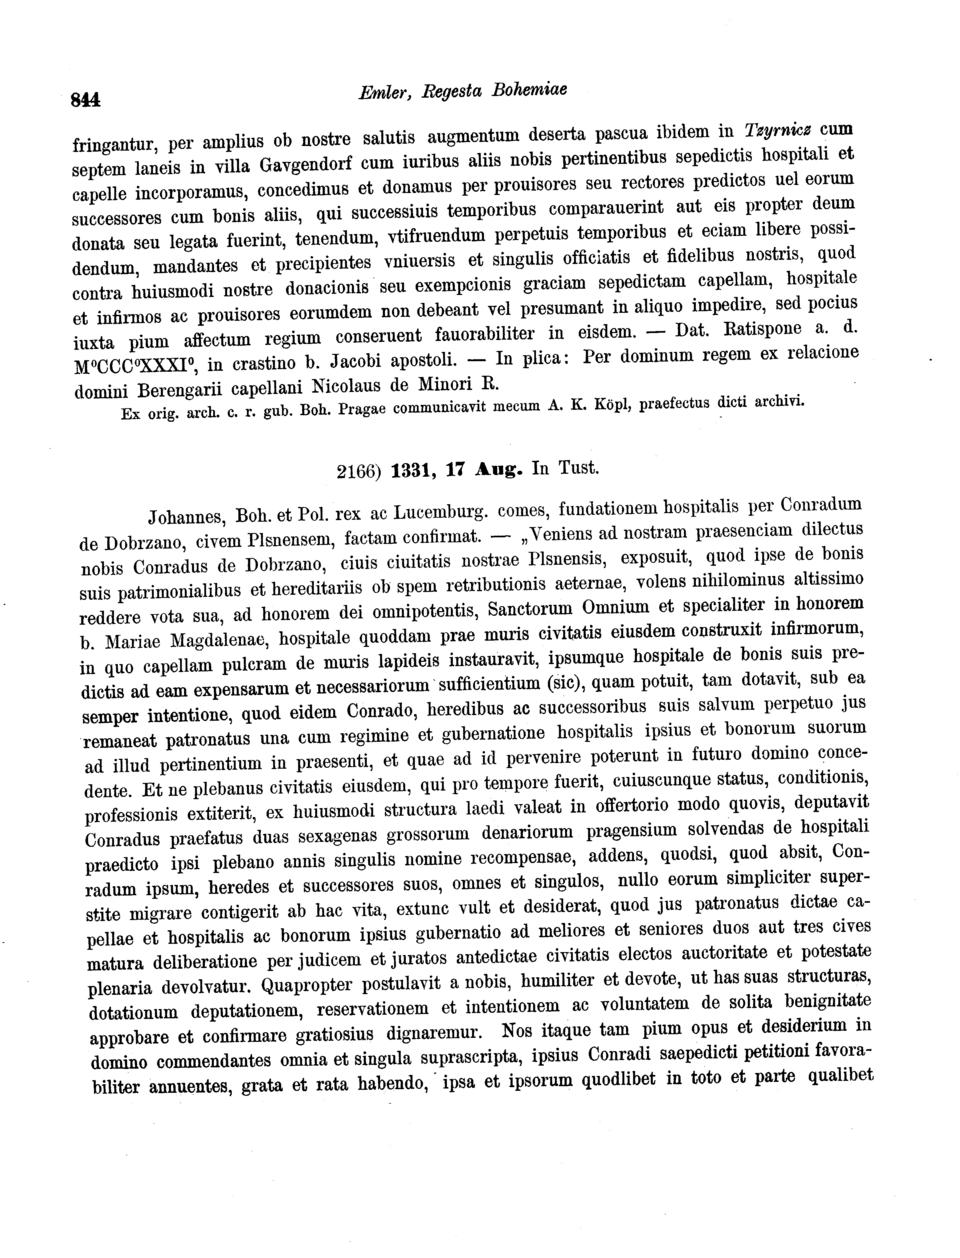 844
Emler, Regesta Bohemiae
fringantur, per amplius ob nostre salutis augmentum deserta pascua ibidem in Tzyrnicz cum
septem laneis in villa Gavgendorf cum iuribus aliis nobis pertinentibus sepedictis hospitali et
capelle incorporamus, concedimus et donamus per prouisores seu rectores predictos uel eorum
successores cum bonis aliis, qui successiuis temporibus comparauerint aut eis propter deum
donata seu legata fuerint, tenendum, vtifruendum perpetuis temporibus et eciam libere possi-
dendum, mandantes et precipientes vniuersis et singulis officiatis et fidelibus nostris, quod
contra huiusmodi nostre donacionis seu exempcionis graciam sepedictam capellam, hospitale
et infirmos ac prouisores eorumdem non debeant vel presumant in aliquo impedire, sed pocius
iuxta pium affectum regium conseruent fauorabiliter in eisdem. — Dat. Ratispone a. d.
M⁰CCC⁰XXXI⁰, in crastino b. Jacobi apostoli. — In plica: Per dominum regem ex relacione
domini Berengarii capellani Nicolaus de Minori R.
Ex orig. arch. c. r. gub. Boh. Pragae communicavit mecum A. K. Köpl, praefectus dicti archivi.
2166) 1331, 17 Aug. In Tust.
Johannes, Boh. et Pol. rex ac Lucemburg. comes, fundationem hospitalis per Conradum
de Dobrzano, civem Plsnensem, factam confirmat. — „Veniens ad nostram praesenciam dilectus
nobis Conradus de Dobrzano, ciuis ciuitatis nostrae Plsnensis, exposuit, quod ipse de bonis
suis patrimonialibus et hereditariis ob spem retributionis aeternae, volens nihilominus altissimo
reddere vota sua, ad honorem dei omnipotentis, Sanctorum Omnium et specialiter in honorem
b. Mariae Magdalenae, hospitale quoddam prae muris civitatis eiusdem construxit infirmorum,
in quo capellam pulcram de muris lapideis instauravit, ipsumque hospitale de bonis suis pre-
dictis ad eam expensarum et necessariorum sufficientium (sic), quam potuit, tam dotavit, sub ea
semper intentione, quod eidem Conrado, heredibus ac successoribus suis salvum perpetuo jus
remaneat patronatus una cum regimine et gubernatione hospitalis ipsius et bonorum suorum
ad illud pertinentium in praesenti, et quae ad id pervenire poterunt in futuro domino conce-
dente. Et ne plebanus civitatis eiusdem, qui pro tempore fuerit, cuiuscunque status, conditionis,
professionis extiterit, ex huiusmodi structura laedi valeat in offertorio modo quovis, deputavit
Conradus praefatus duas sexagenas grossorum denariorum pragensium solvendas de hospitali
praedicto ipsi plebano annis singulis nomine recompensae, addens, quodsi, quod absit, Con-
radum ipsum, heredes et successores suos, omnes et singulos, nullo eorum simpliciter super-
stite migrare contigerit ab hac vita, extunc vult et desiderat, quod jus patronatus dictae ca-
pellae et hospitalis ac bonorum ipsius gubernatio ad meliores et seniores duos aut tres cives
matura deliberatione per judicem et juratos antedictae civitatis electos auctoritate et potestate
plenaria devolvatur. Quapropter postulavit a nobis, humiliter et devote, ut has suas structuras,
dotationum deputationem, reservationem et intentionem ac voluntatem de solita benignitate
approbare et confirmare gratiosius dignaremur. Nos itaque tam pium opus et desiderium in
domino commendantes omnia et singula suprascripta, ipsius Conradi saepedicti petitioni favora-
biliter annuentes, grata et rata habendo, ipsa et ipsorum quodlibet in toto et parte qualibet